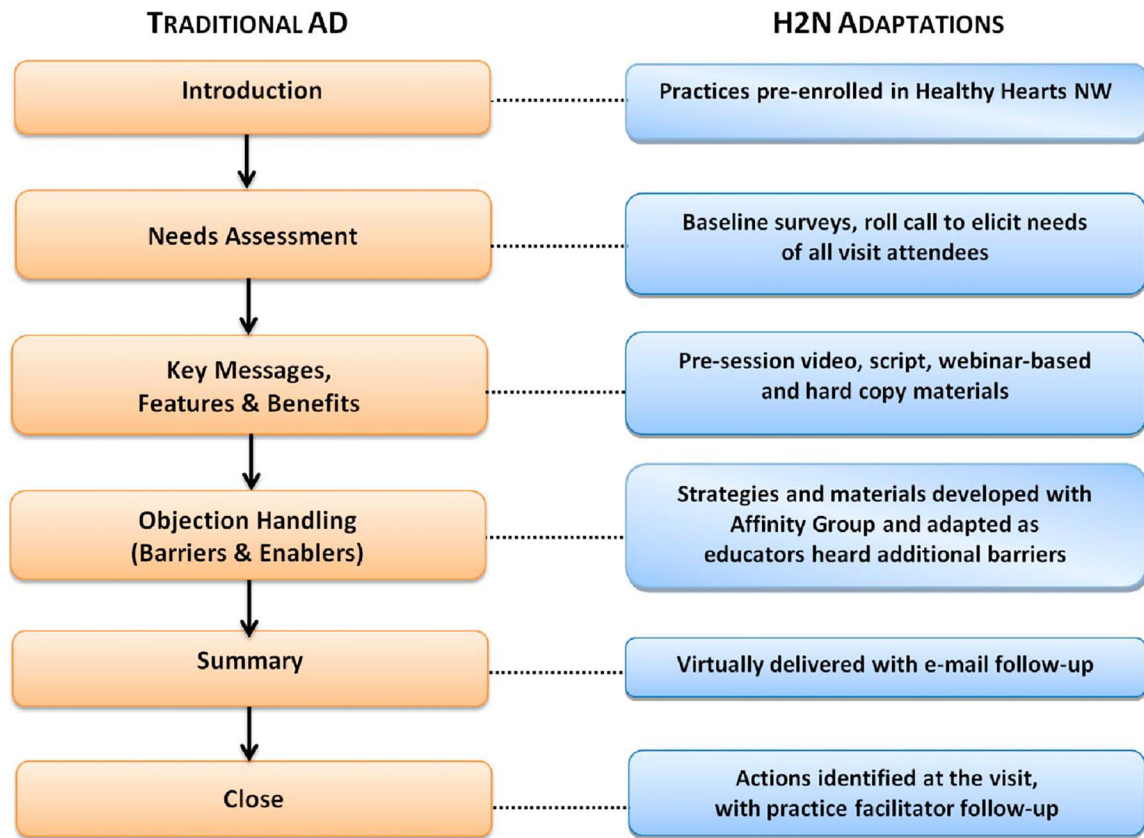 TRADITIONAL AD
H2N ADAPTATIONS
Introduction
Practices pre-enrolled in Healthy Hearts NW
Needs Assessment
Baseline surveys, roll call to elicit needs
of all visit attendees
Key Messages,
Features & Benefits
Pre-session video, script, webinar-based
and hard copy materials
Objection Handling
(Barriers & Enablers)
Strategies and materials developed with
Affinity Group and adapted as
educators heard additional barriers
Summary
Virtually delivered with e-mail follow-up
Close
Actions identified at the visit,
with practice facilitator follow-up